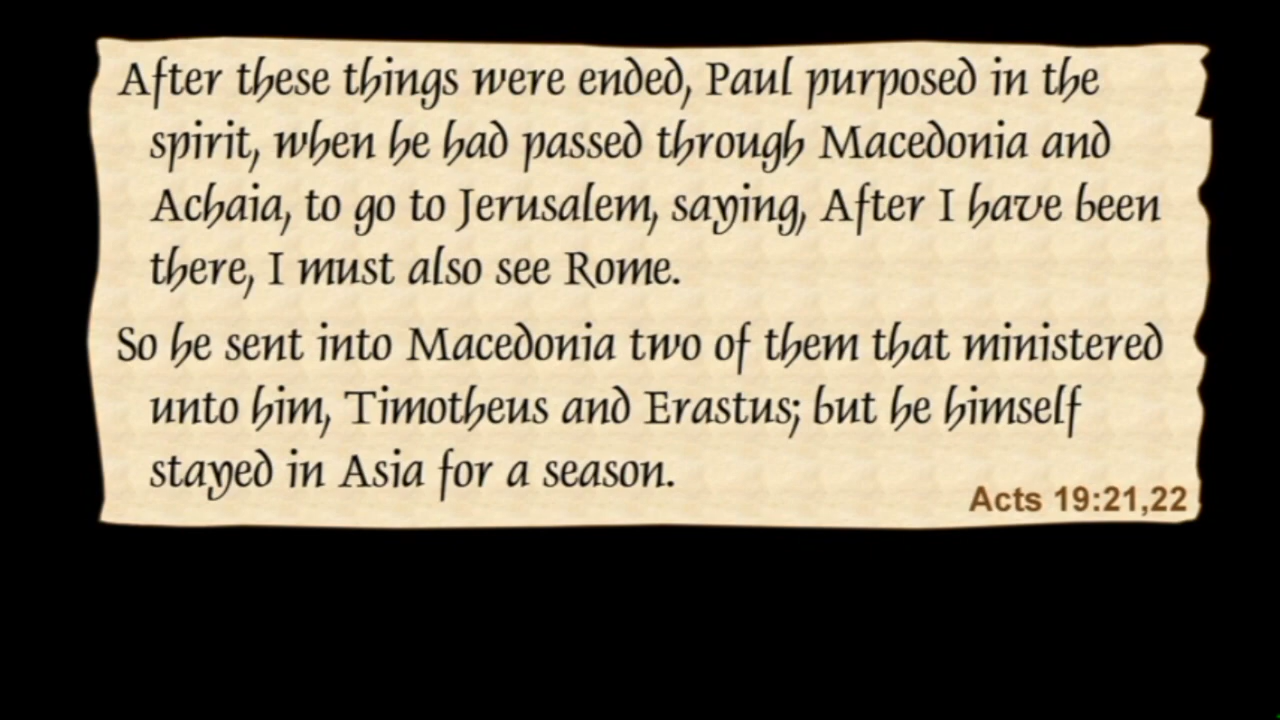 After these things were ended, Paul purposed in the
spirit, when he had passed through Macedonia and
Achaia, to go to Jerusalem, saying, After I have been
there, I must also see Rome.
So he sent into Macedonia two of them that ministered
unto him, Timotheus and Erastus; but he himself
stayed in Asia for a season.
Acts 19:21,22